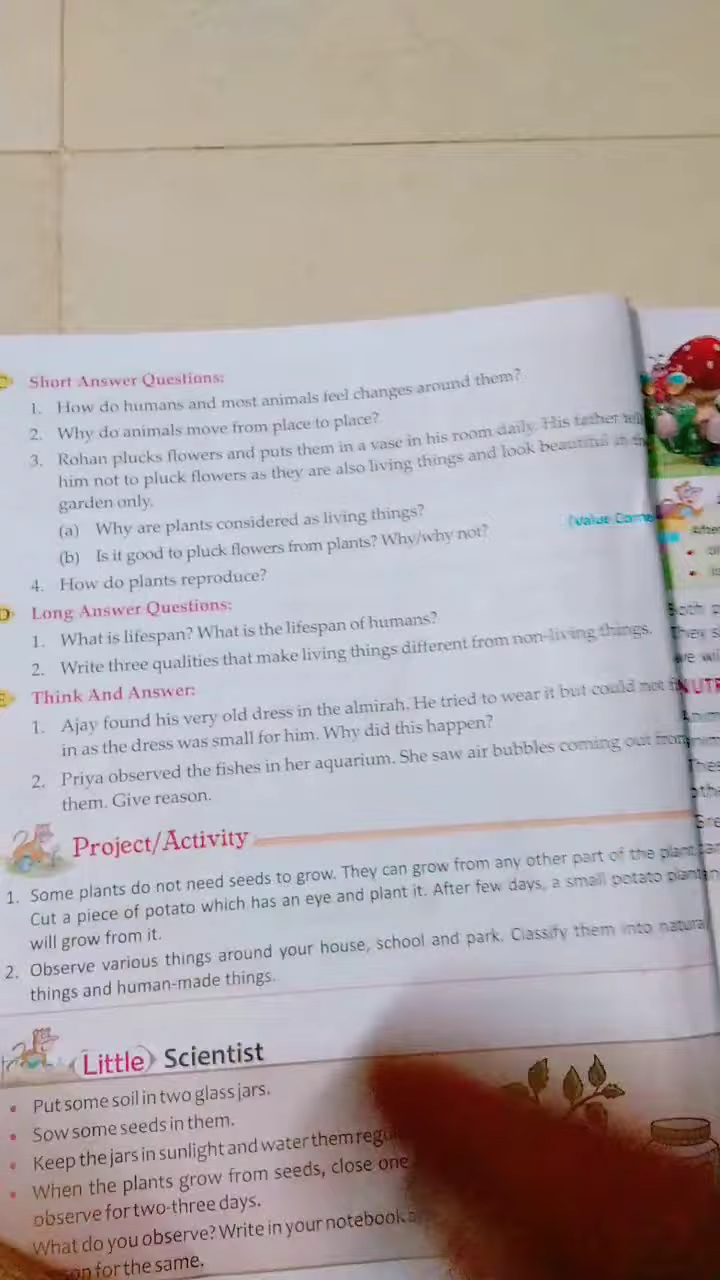 Short Answer Questions:
1. How do humans and most animals feel changes around them?
2. Why do animals move from place to place?
3. Rohan plucks flowers and puts them in a vase in his room daily. His father tell
him not to pluck flowers as they are also living things and look beautiful in
garden only.
(a) Why are plants considered as living things?
(b) Is it good to pluck flowers from plants? Why/why not?
(Value Corne
4. How do plants reproduce?
D Long Answer Questions:
1. What is lifespan? What is the lifespan of humans?
2. Write three qualities that make living things different from non-living things.
E Think And Answer:
1. Ajay found his very old dress in the almirah. He tried to wear it but could not
in as the dress was small for him. Why did this happen?
2. Priya observed the fishes in her aquarium. She saw air bubbles coming out from
them. Give reason.
Project/Activity
1. Some plants do not need seeds to grow. They can grow from any other part of the plant.
Cut a piece of potato which has an eye and plant it. After few days, a small potato plant
will grow from it.
2. Observe various things around your house, school and park. Classify them into natural
things and human-made things.
Little Scientist
• Put some soil in two glass jars.
• Sow some seeds in them.
• Keep the jars in sunlight and water them regu
• When the plants grow from seeds, close one
observe for two-three days.
What do you observe? Write in your notebook
for the same.
After
Both
They
we wi
NUT